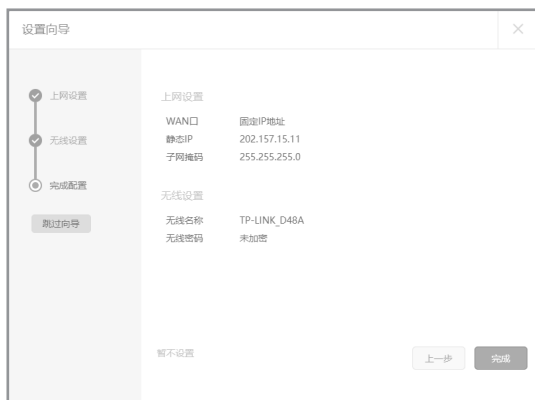 设置向导
上网设置
无线设置
完成配置
跳过向导
上网设置
WAN口 固定IP地址
静态IP 202.157.15.11
子网掩码 255.255.255.0
无线设置
无线名称 TP-LINK_D48A
无线密码 未加密
暂不设置
上一步 完成